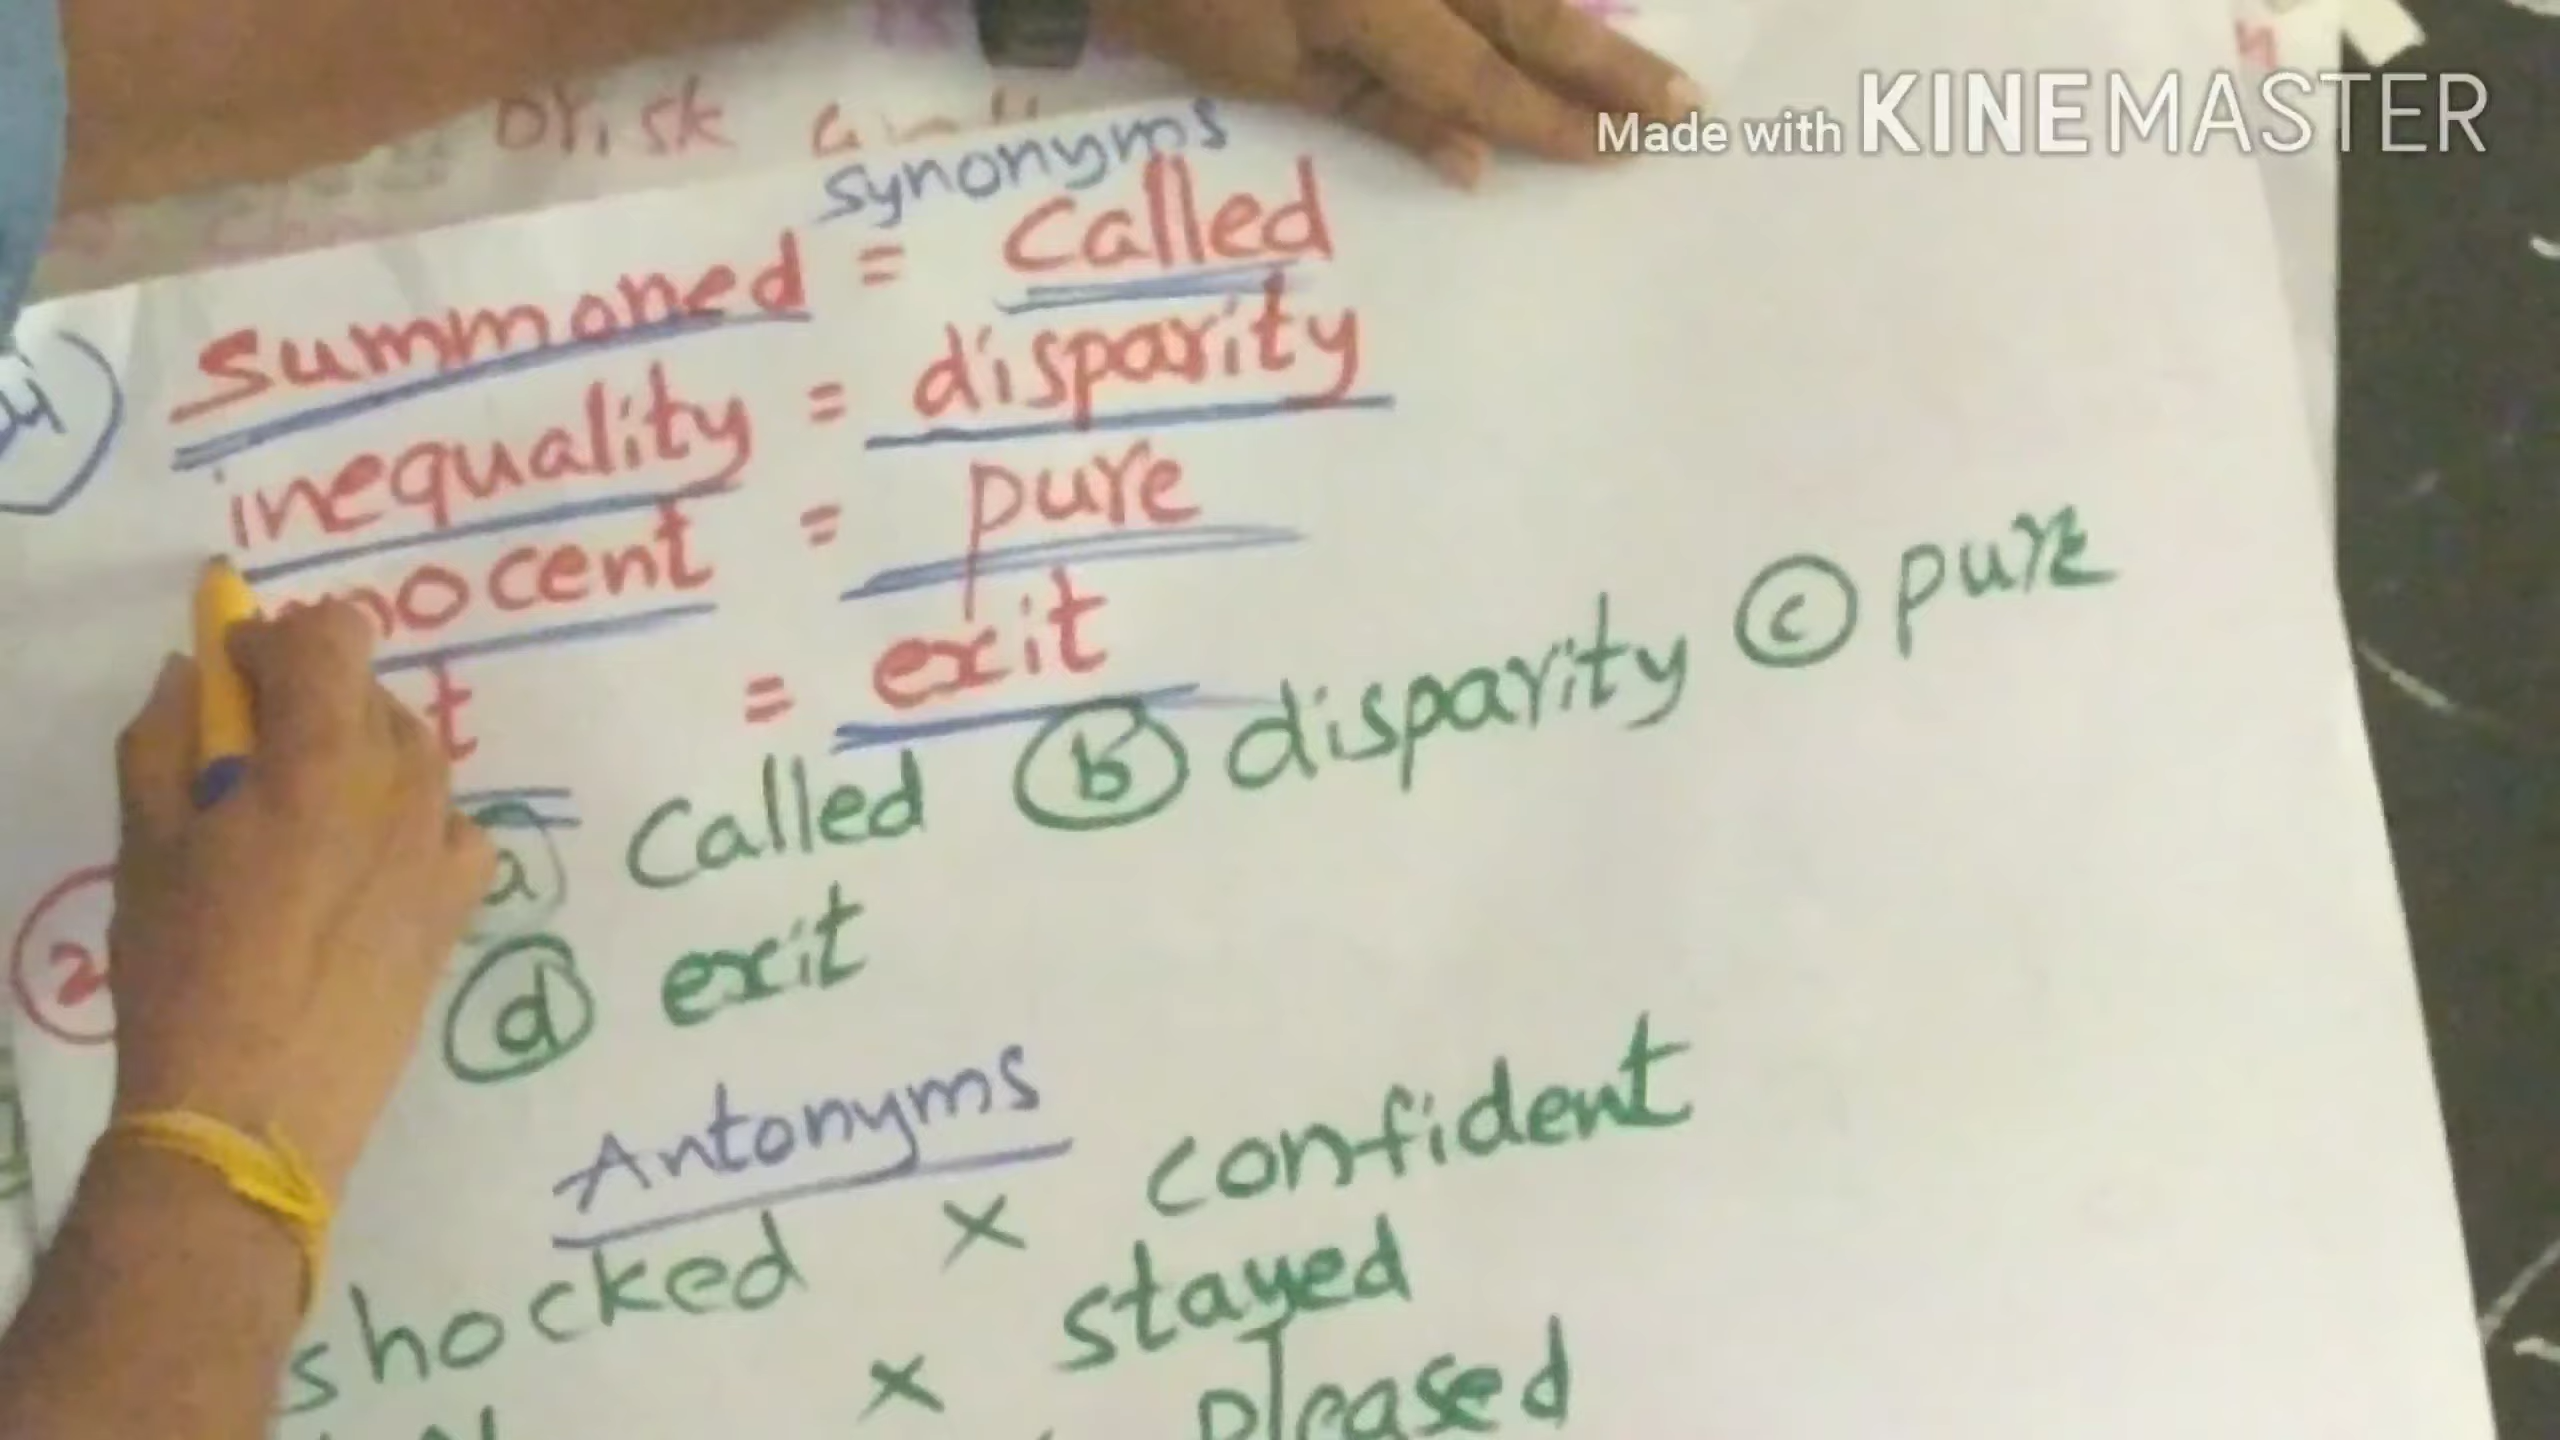 Made with KINEMASTER
synonyms
Summoned = Called
inequality = disparity
nocent = pure
t = exit
a Called b disparity c pure
2
d exit
Antonyms
shocked × confident
× stayed
pleased